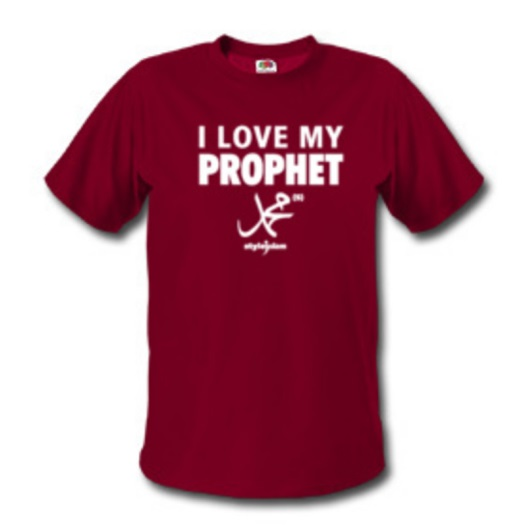 I LOVE MY
PROPHET
محمد (s)
styleislam